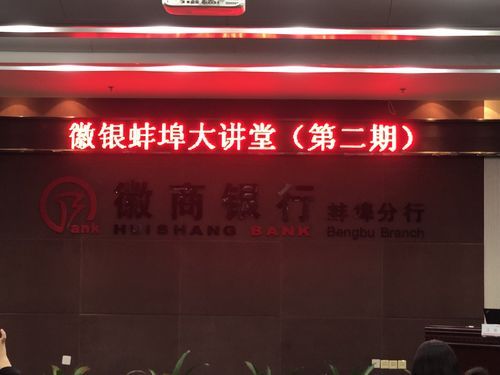 徽银蚌埠大讲堂（第二期）
徽商银行 蚌埠分行
Bank HUISHANG BANK Bengbu Branch